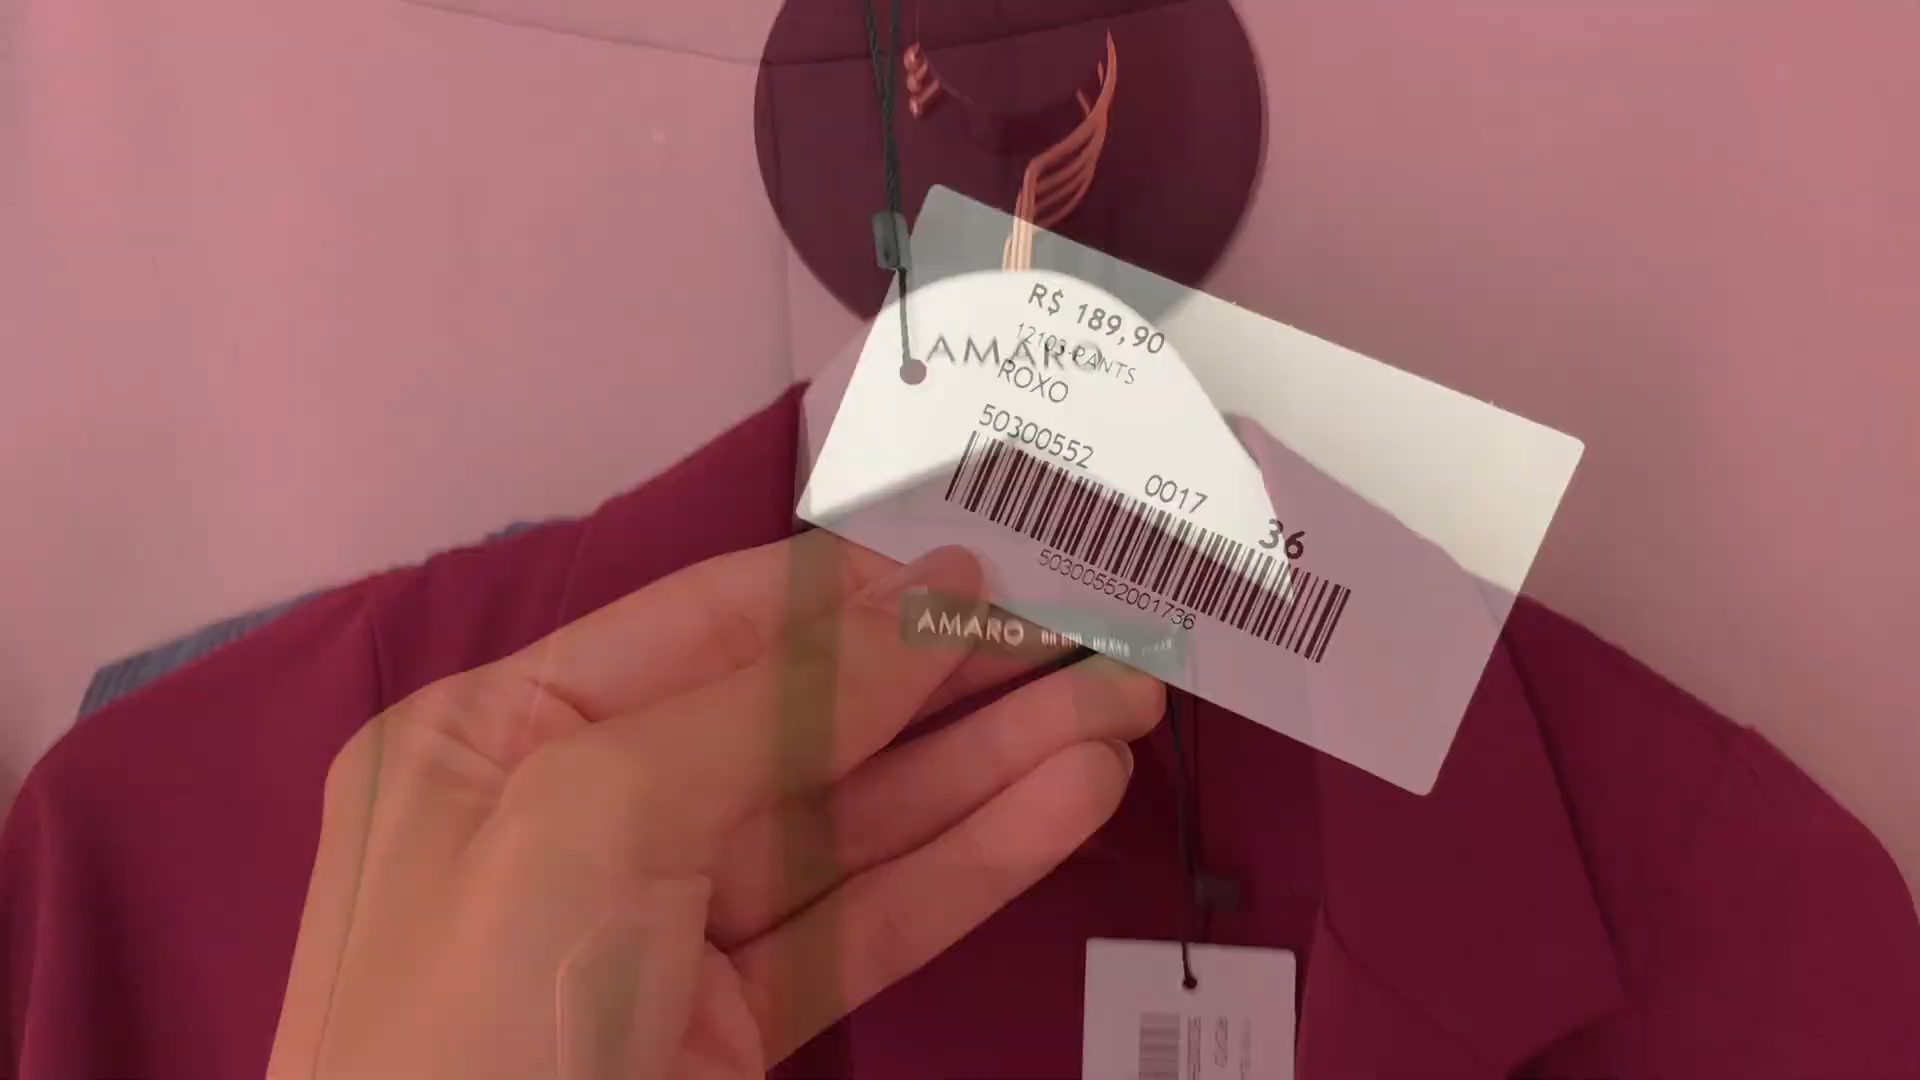 R$ 189,90
12103-PANTS
AMARO
ROXO
50300552
0017
36
50300552001736
AMARO